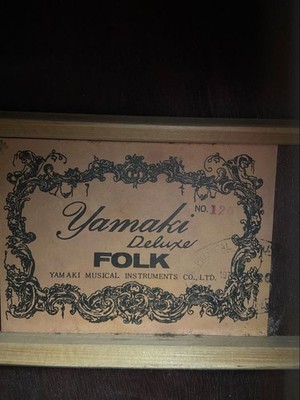 Yamaki
NO.
Deluxe
FOLK
YAMAKI MUSICAL INSTRUMENTS CO., LTD.